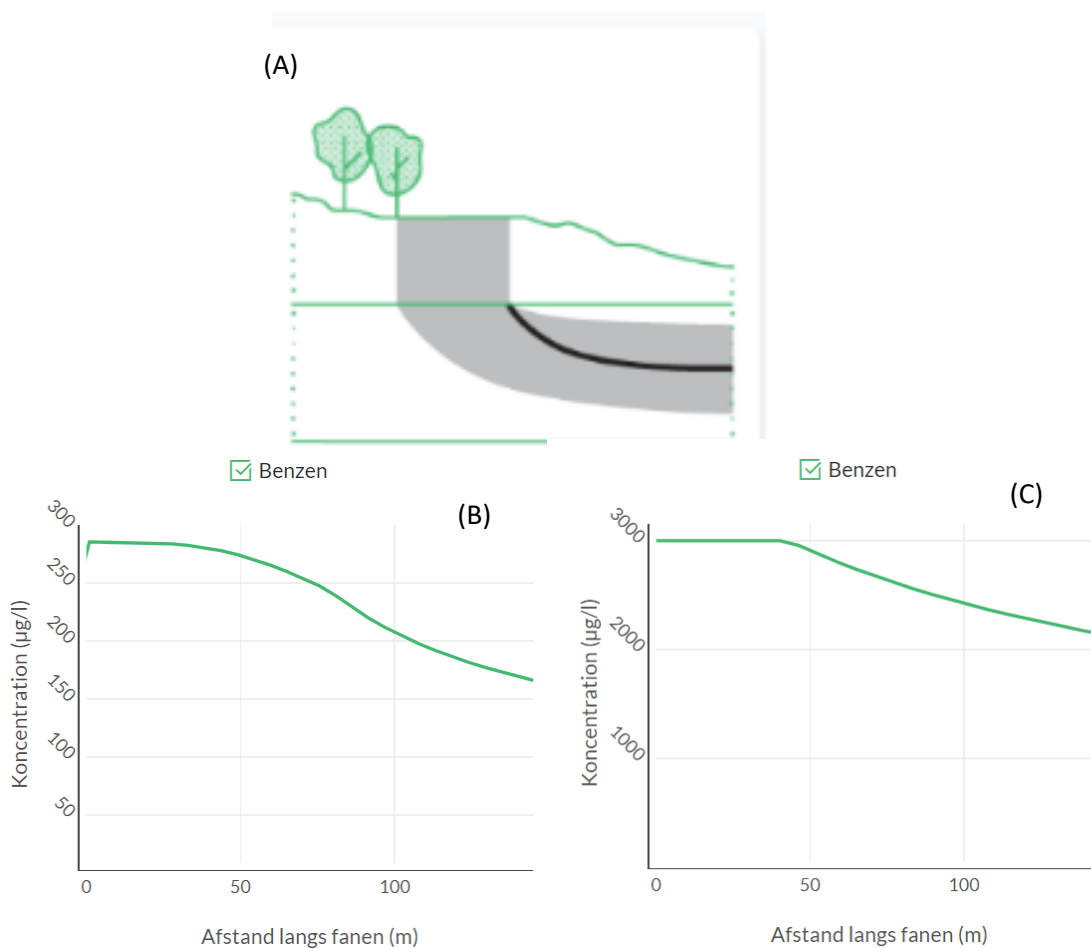 (A)
Benzen
(B)
300
250
200
150
100
50
Koncentration (µg/l)
0
50
100
Afstand langs fanen (m)
Benzen
(C)
3000
2000
1000
Koncentration (µg/l)
0
50
100
Afstand langs fanen (m)